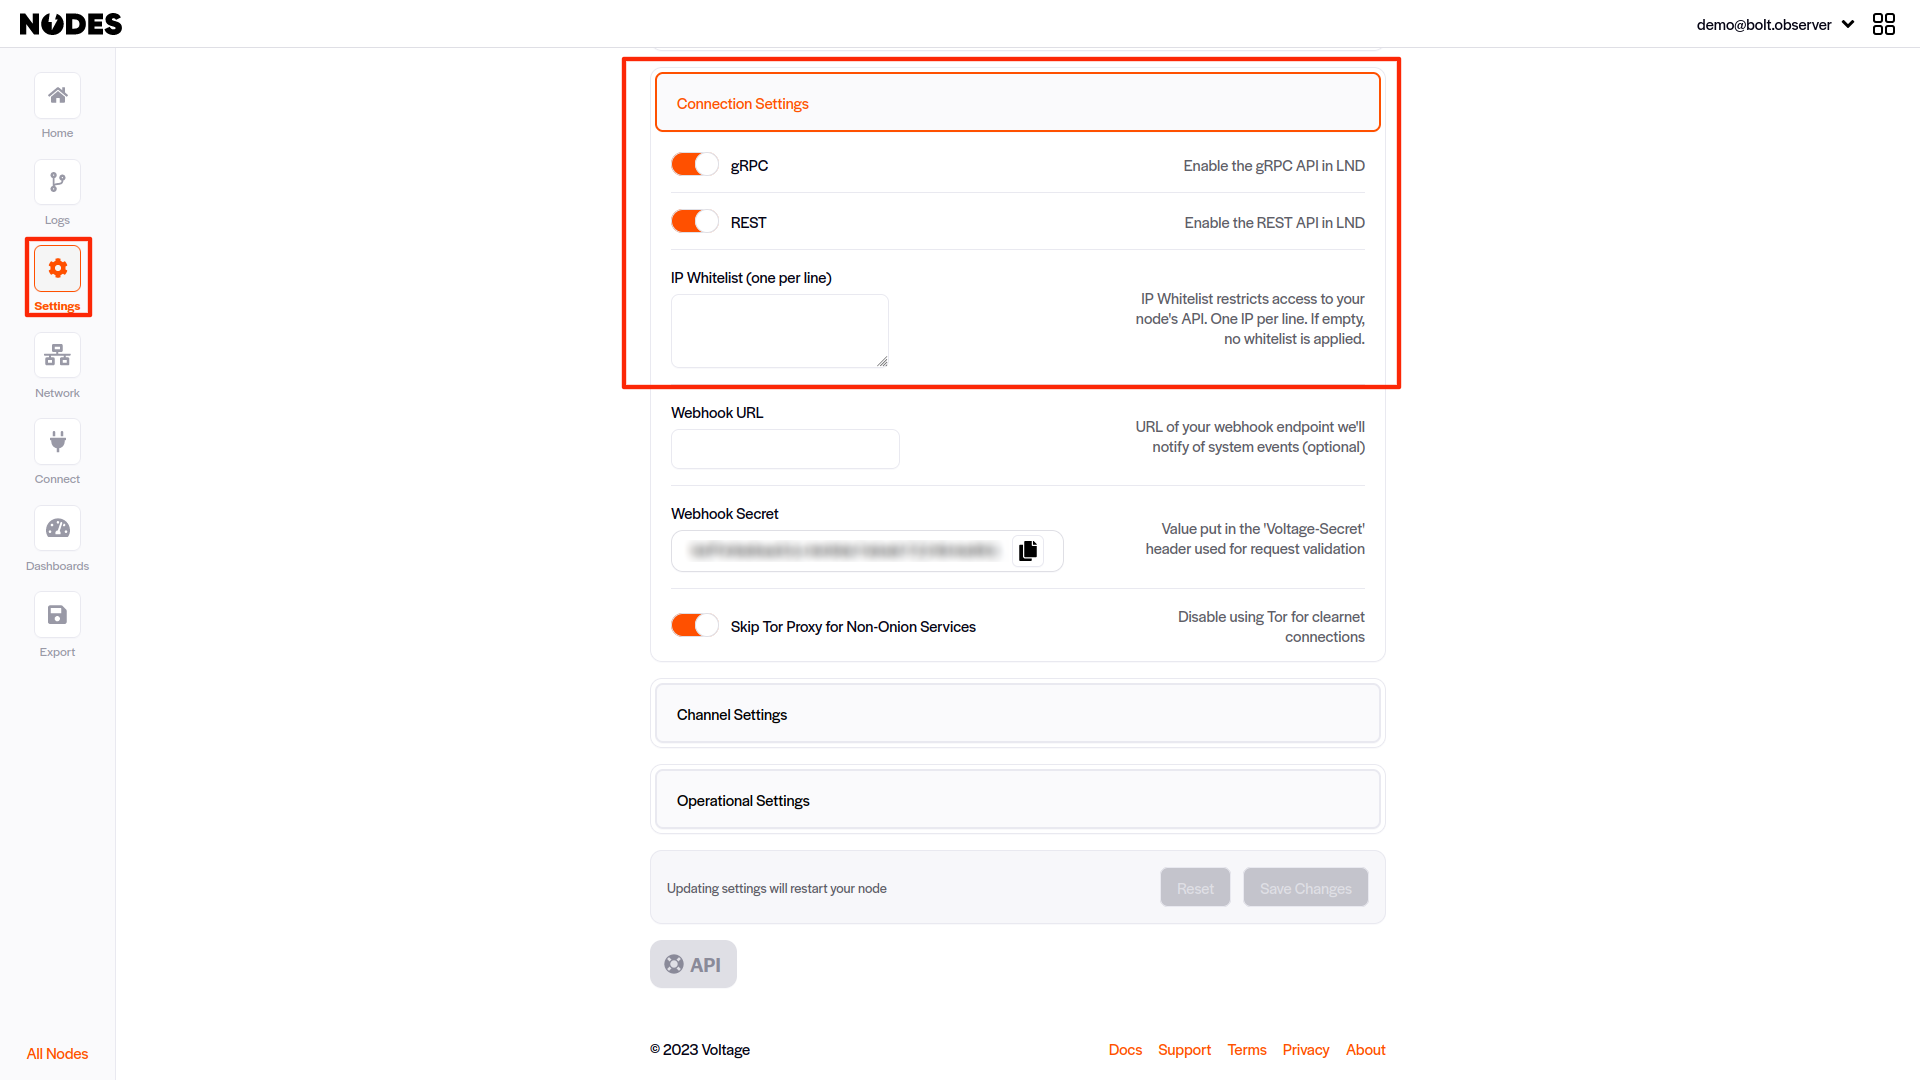 NODES
demo@bolt.observer
Home
Logs
Settings
Network
Connect
Dashboards
Export
All Nodes
Connection Settings
gRPC
Enable the gRPC API in LND
REST
Enable the REST API in LND
IP Whitelist (one per line)
IP Whitelist restricts access to your
node's API. One IP per line. If empty,
no whitelist is applied.
Webhook URL
URL of your webhook endpoint we'll
notify of system events (optional)
Webhook Secret
Value put in the 'Voltage-Secret'
header used for request validation
Skip Tor Proxy for Non-Onion Services
Disable using Tor for clearnet
connections
Channel Settings
Operational Settings
Updating settings will restart your node
Reset
Save Changes
API
© 2023 Voltage
Docs
Support
Terms
Privacy
About